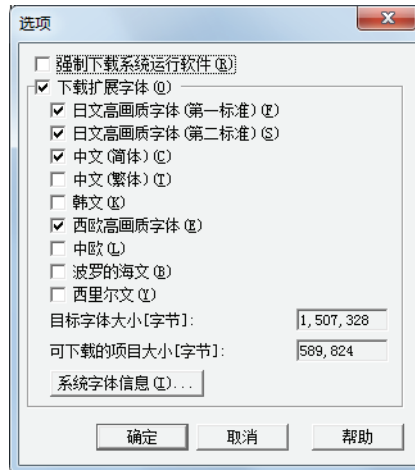 选项
强制下载系统运行软件(R)
下载扩展字体(O)
日文高画质字体(第一标准)(F)
日文高画质字体(第二标准)(S)
中文(简体)(C)
中文(繁体)(T)
韩文(K)
西欧高画质字体(E)
中欧(L)
波罗的海文(B)
西里尔文(Y)
目标字体大小[字节]: 1,507,328
可下载的项目大小[字节]: 589,824
系统字体信息(I)...
确定 取消 帮助